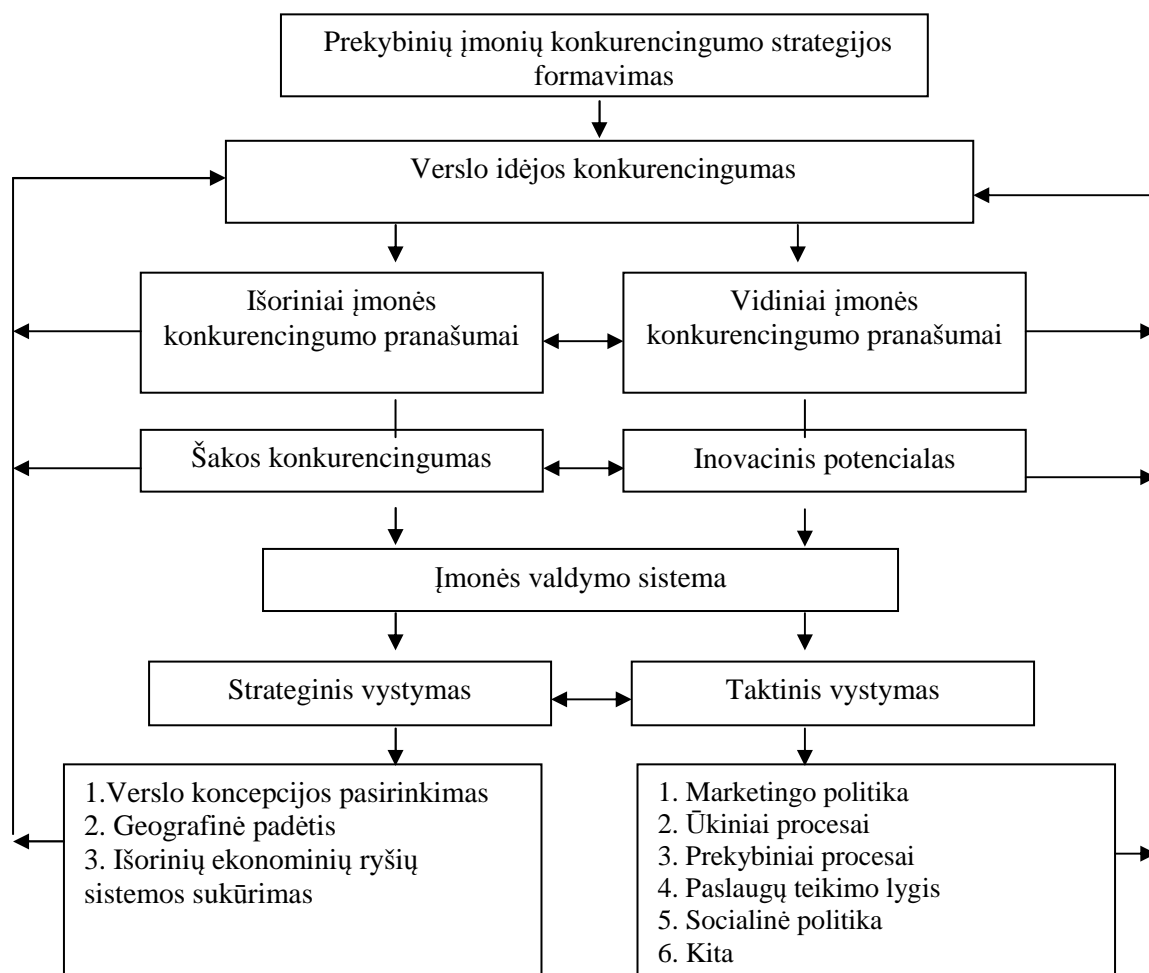 Prekybinių įmonių konkurencingumo strategijos
formavimas
Verslo idėjos konkurencingumas
Išoriniai įmonės
konkurencingumo pranašumai
Vidiniai įmonės
konkurencingumo pranašumai
Šakos konkurencingumas
Inovacinis potencialas
Įmonės valdymo sistema
Strateginis vystymas
Taktinis vystymas
1.Verslo koncepcijos pasirinkimas
2. Geografinė padėtis
3. Išorinių ekonominių ryšių
sistemos sukūrimas
1. Marketingo politika
2. Ūkiniai procesai
3. Prekybiniai procesai
4. Paslaugų teikimo lygis
5. Socialinė politika
6. Kita